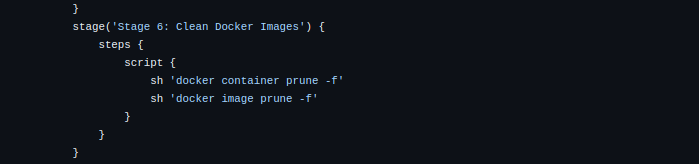 }
stage('Stage 6: Clean Docker Images') {
steps {
script {
sh 'docker container prune -f'
sh 'docker image prune -f'
}
}
}